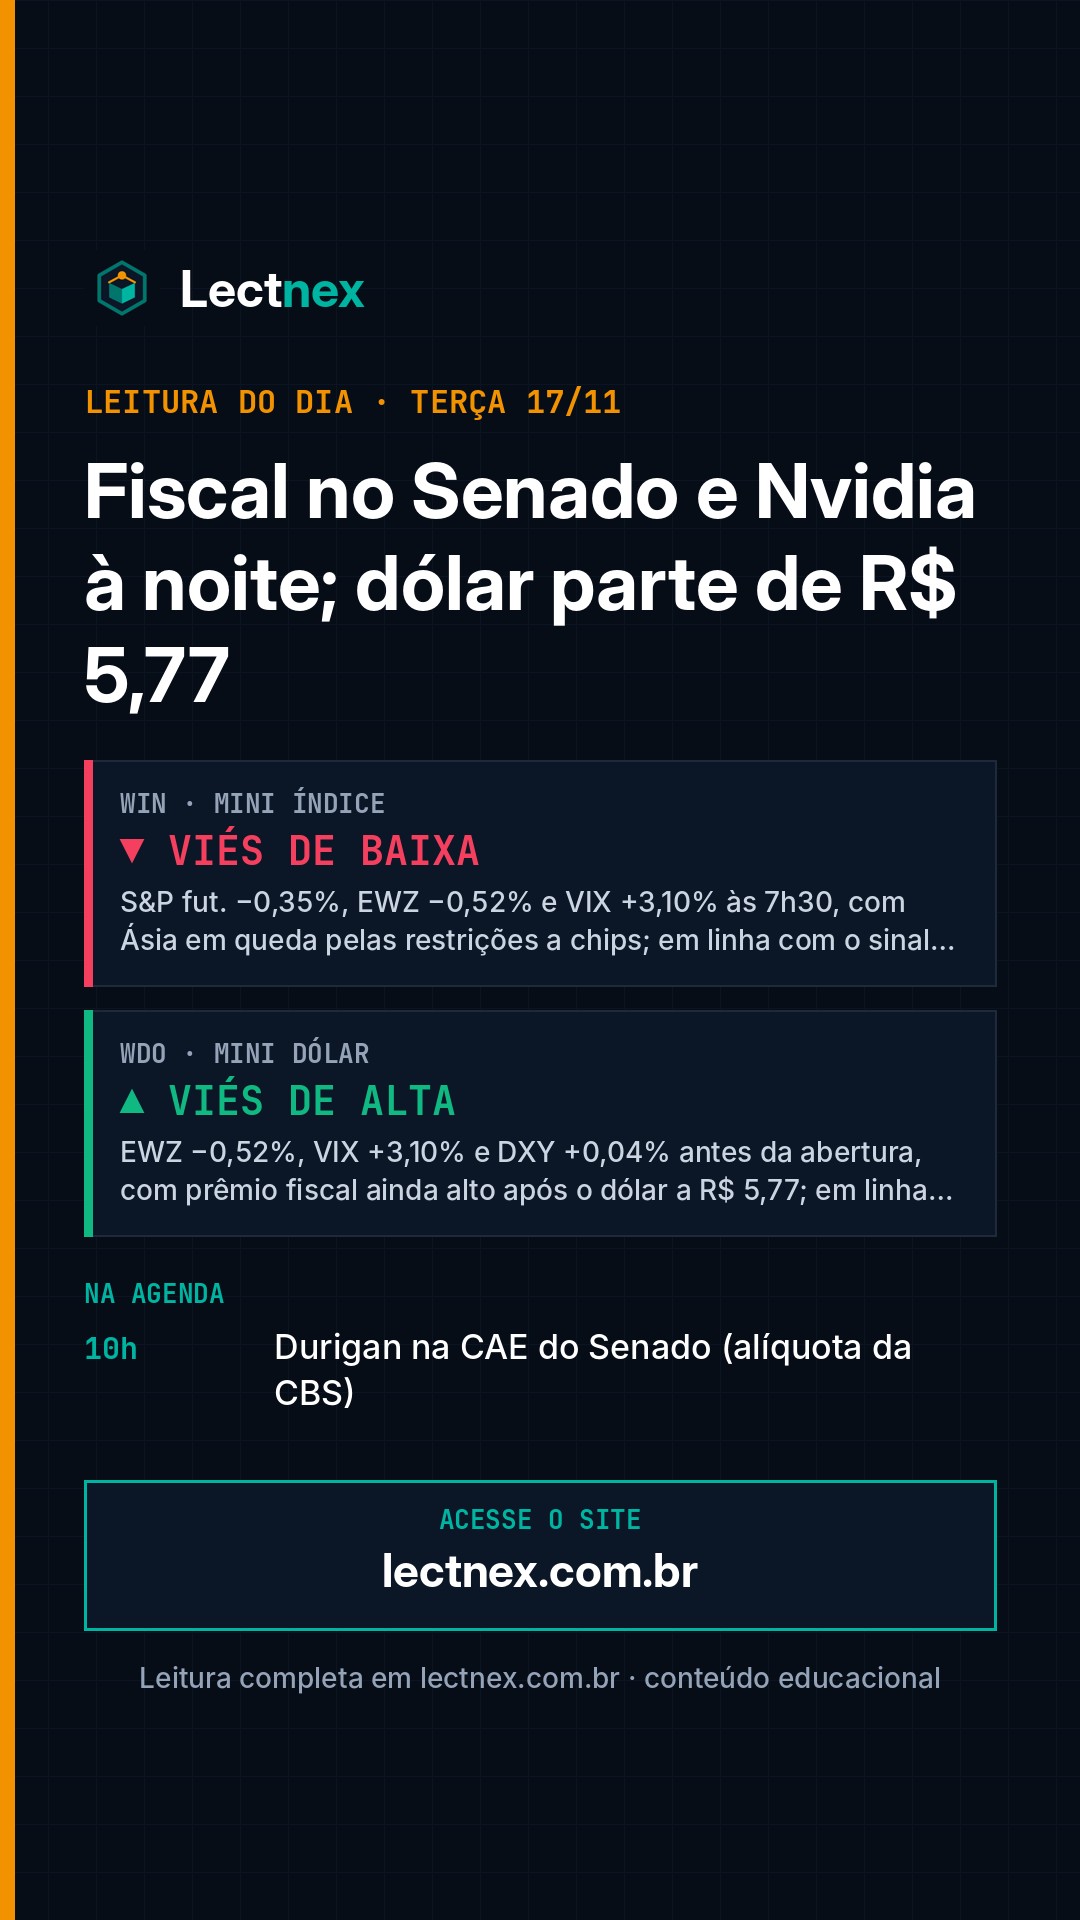 Lectnex
LEITURA DO DIA · TERÇA 17/11
Fiscal no Senado e Nvidia
à noite; dólar parte de R$
5,77
WIN · MINI ÍNDICE
▼ VIÉS DE BAIXA
S&P fut. −0,35%, EWZ −0,52% e VIX +3,10% às 7h30, com
Ásia em queda pelas restrições a chips; em linha com o sinal…
WDO · MINI DÓLAR
▲ VIÉS DE ALTA
EWZ −0,52%, VIX +3,10% e DXY +0,04% antes da abertura,
com prêmio fiscal ainda alto após o dólar a R$ 5,77; em linha…
NA AGENDA
10h Durigan na CAE do Senado (alíquota da
CBS)
ACESSE O SITE
lectnex.com.br
Leitura completa em lectnex.com.br · conteúdo educacional